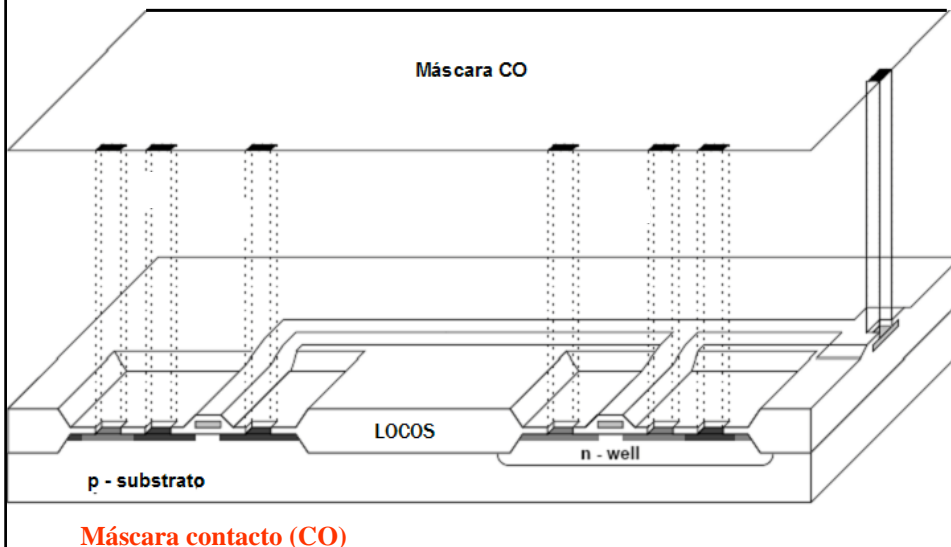 Máscara CO
LOCOS
n - well
p - substrato
Máscara contacto (CO)